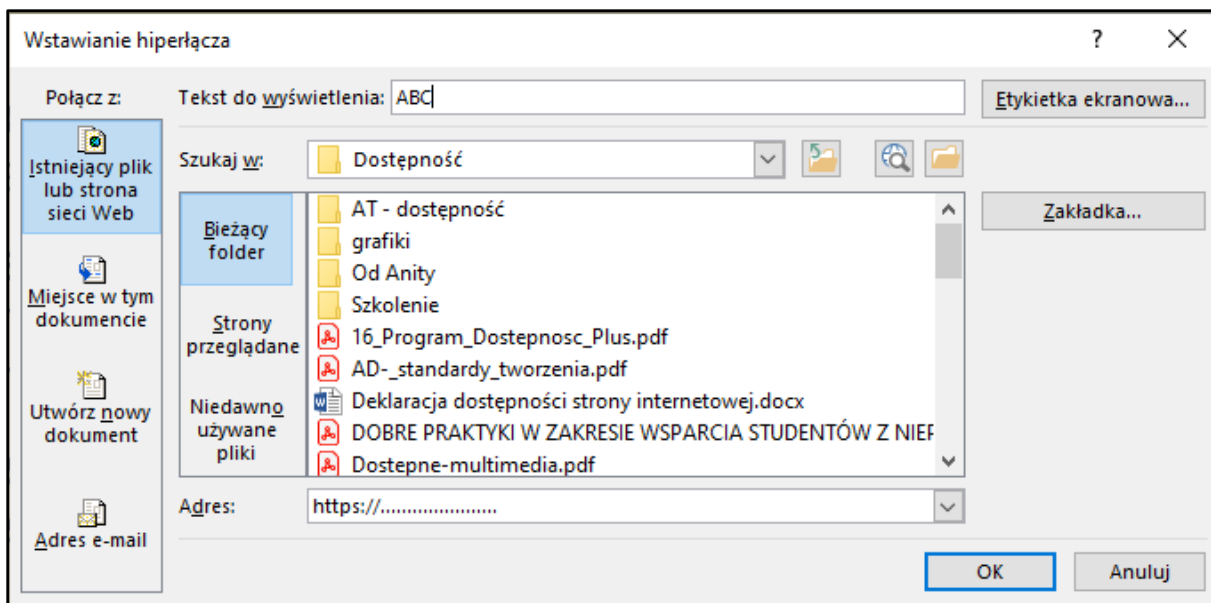 Wstawianie hiperłącza
?
Połącz z:
Tekst do wyświetlenia: ABC
Etykietka ekranowa...
Istniejący plik
lub strona
sieci Web
Miejsce w tym
dokumencie
Utwórz nowy
dokument
Adres e-mail
Szukaj w:
Dostępność
Bieżący
folder
Strony
przeglądane
Niedawno
używane
pliki
AT - dostępność
grafiki
Od Anity
Szkolenie
16_Program_Dostepnosc_Plus.pdf
AD-_standardy_tworzenia.pdf
Deklaracja dostępności strony internetowej.docx
DOBRE PRAKTYKI W ZAKRESIE WSPARCIA STUDENTÓW Z NIEP
Dostepne-multimedia.pdf
Zakładka...
Adres:
https://......................
OK
Anuluj